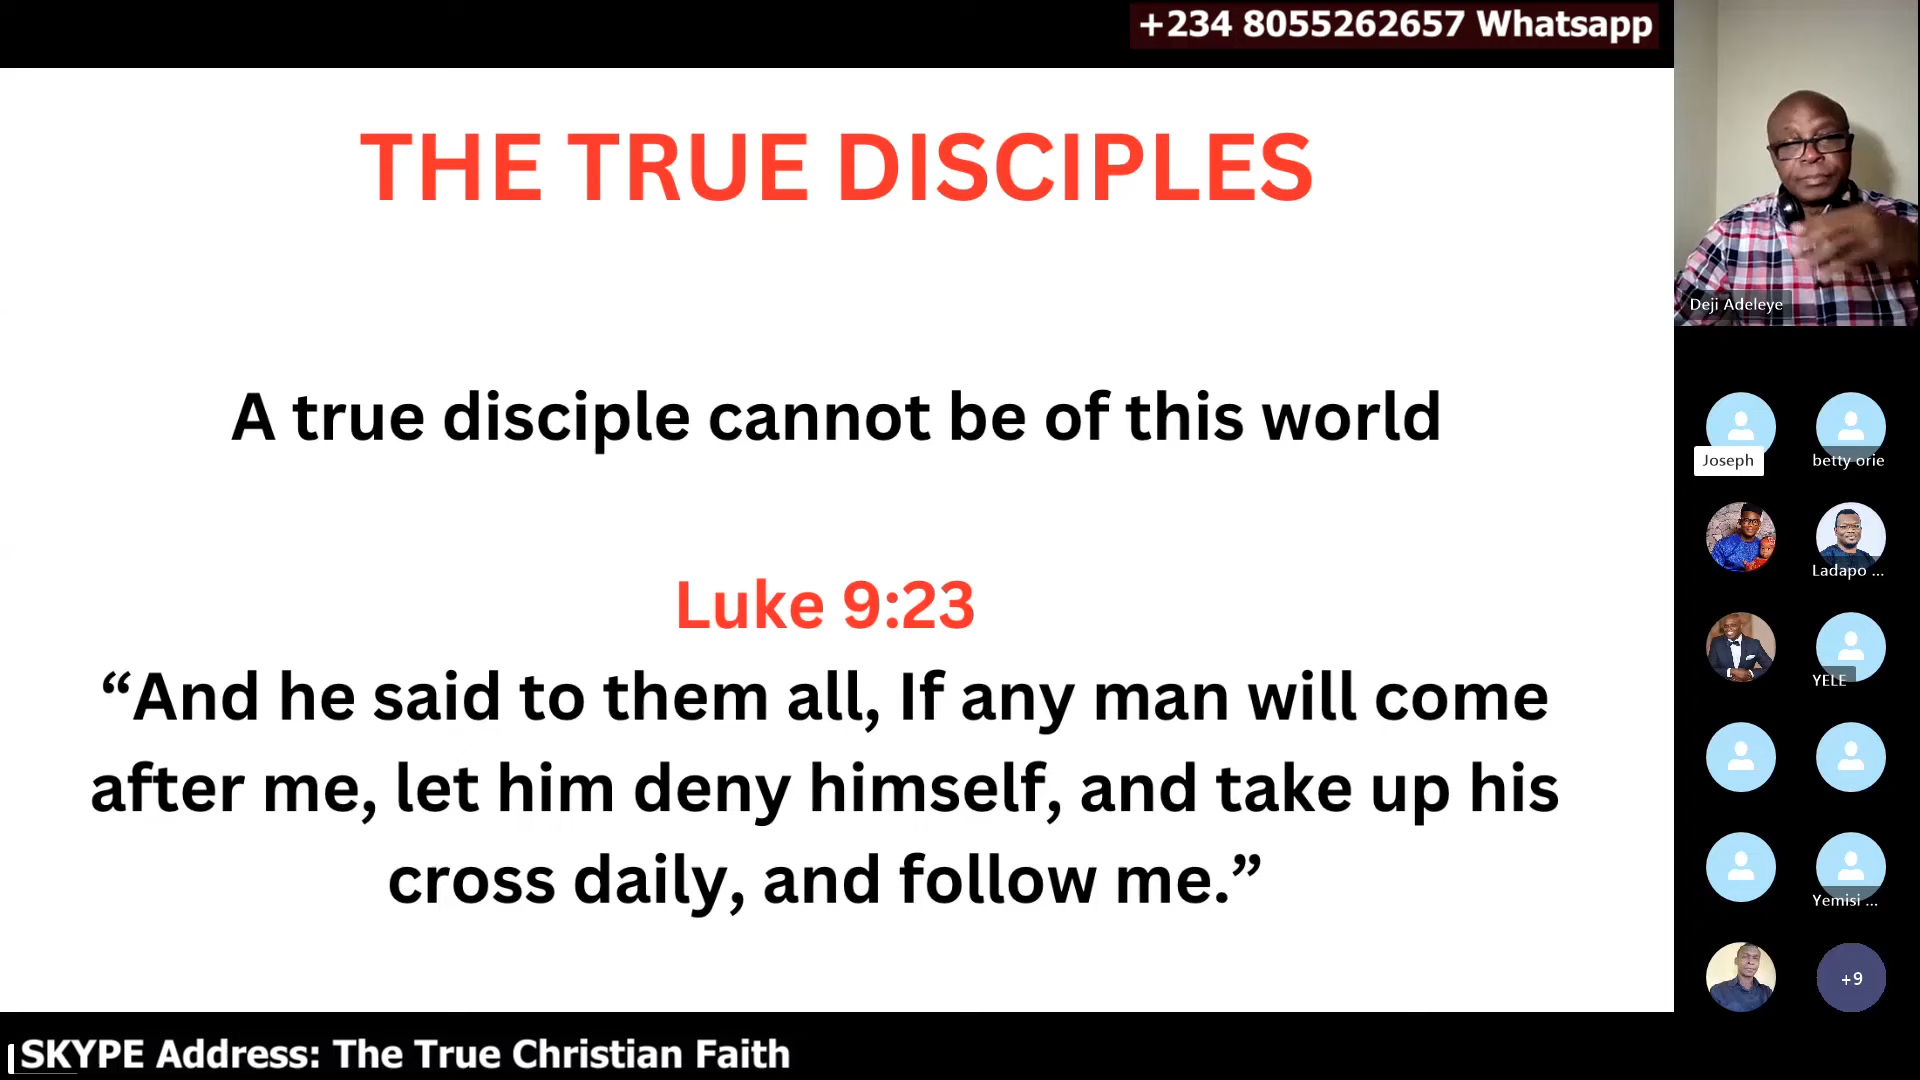 +234 8055262657 Whatsapp
THE TRUE DISCIPLES
A true disciple cannot be of this world
Luke 9:23
“And he said to them all, If any man will come
after me, let him deny himself, and take up his
cross daily, and follow me.”
Deji Adeleye
Joseph
betty orie
Ladapo ...
YELE
Yemisi ...
+9
SKYPE Address: The True Christian Faith